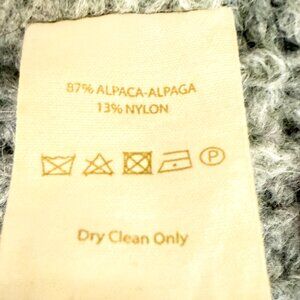 87% ALPACA-ALPAGA
13% NYLON
P
Dry Clean Only